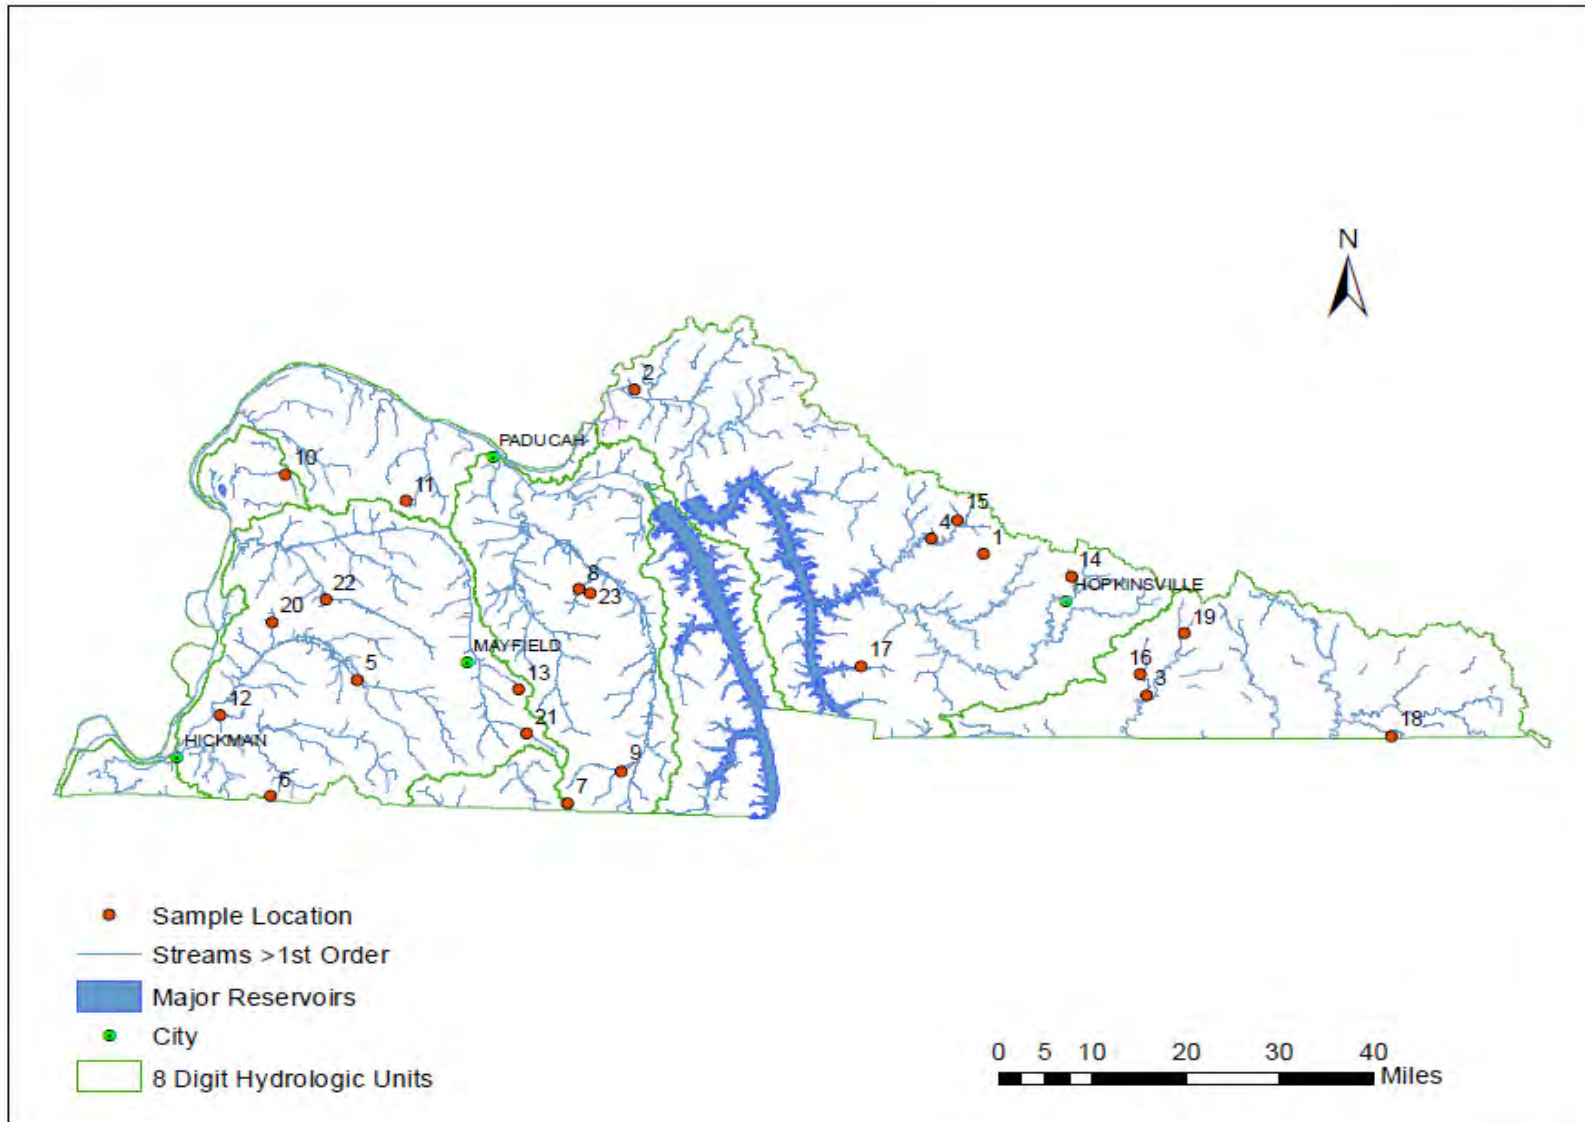 N
2
PADUCAH
10
11
15
4
1
14
HOPKINSVILLE
8
23
22
20
19
MAYFIELD
17
16
5
13
3
12
21
18
HICKMAN
9
6
7
Sample Location
Streams >1st Order
Major Reservoirs
City
8 Digit Hydrologic Units
0 5 10 20 30 40
Miles